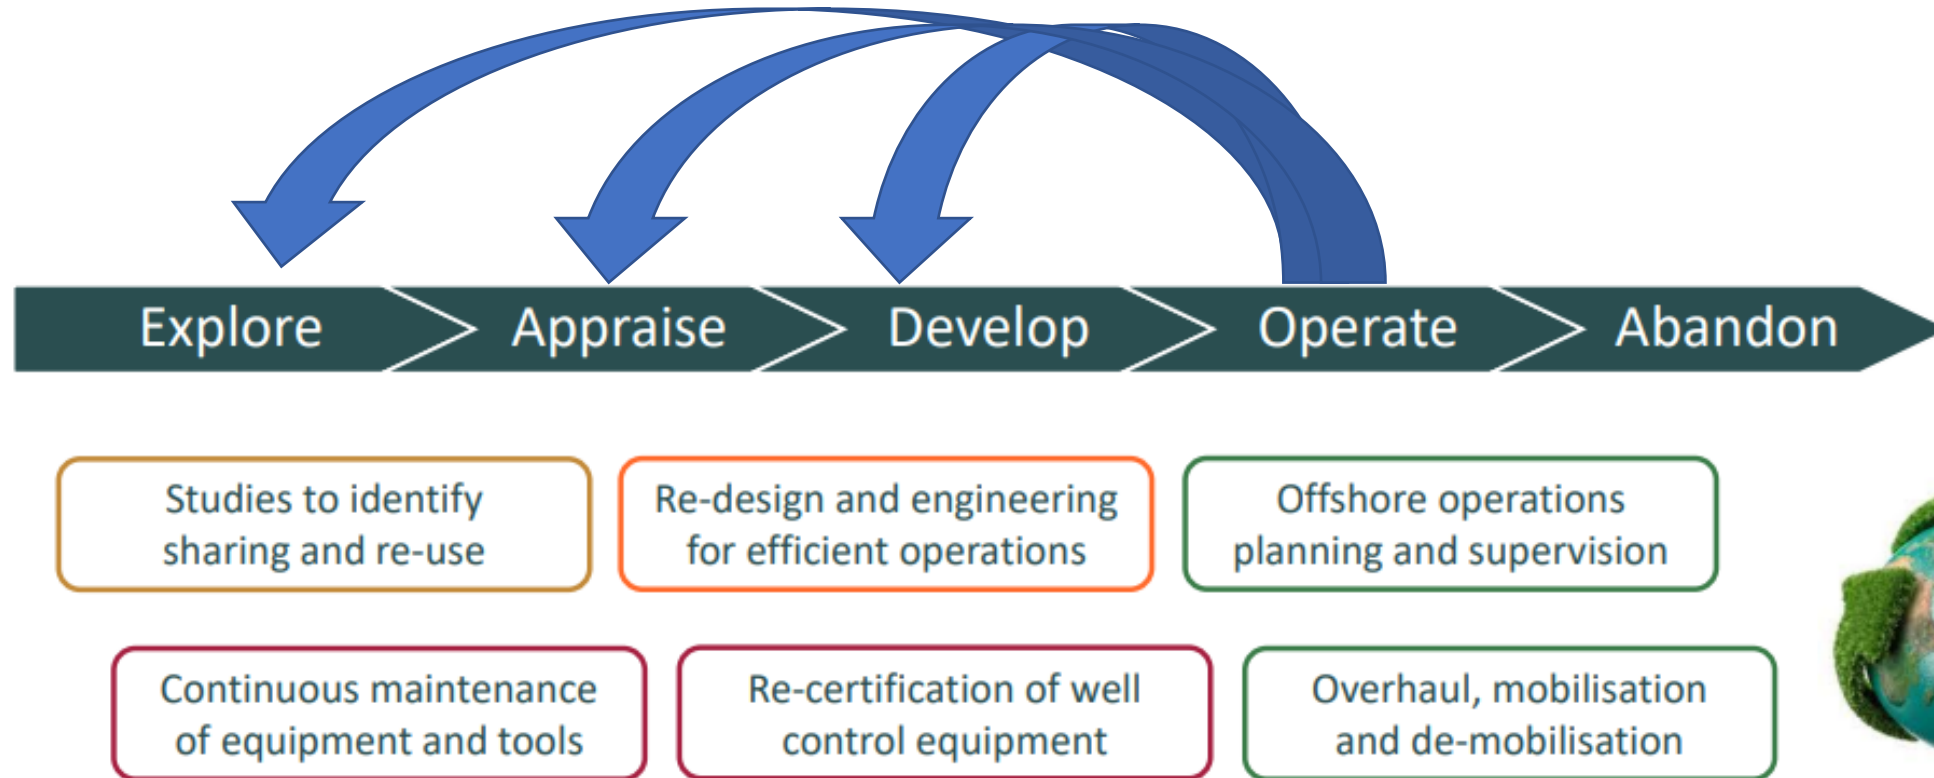 Explore
Appraise
Develop
Operate
Abandon
Studies to identify
sharing and re-use
Re-design and engineering
for efficient operations
Offshore operations
planning and supervision
Continuous maintenance
of equipment and tools
Re-certification of well
control equipment
Overhaul, mobilisation
and de-mobilisation